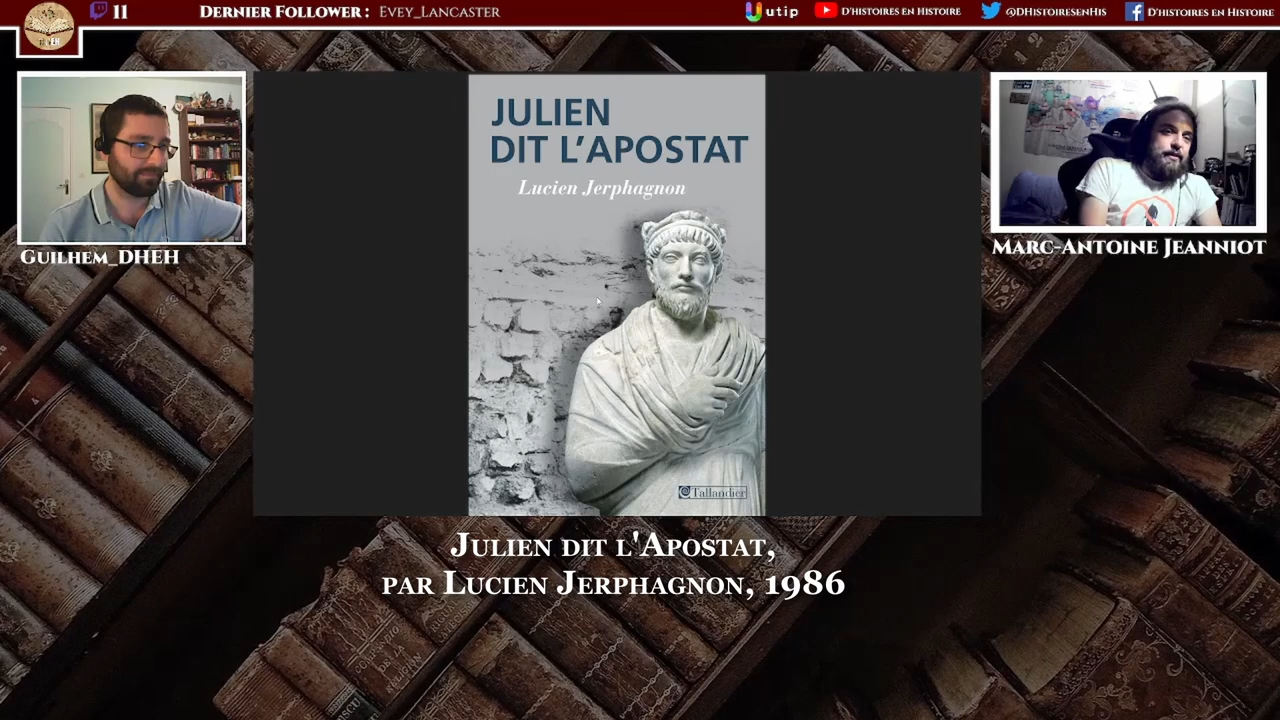 11
Dernier Follower : Evey_Lancaster
utip
D'histoires en Histoire
@DHistoiresenHis
D'histoires en Histoire
Guilhem_DHEH
Marc-Antoine Jeanniot
JULIEN
DIT L'APOSTAT
Lucien Jerphagnon
Tallandier
Julien dit l'Apostat,
par Lucien Jerphagnon, 1986